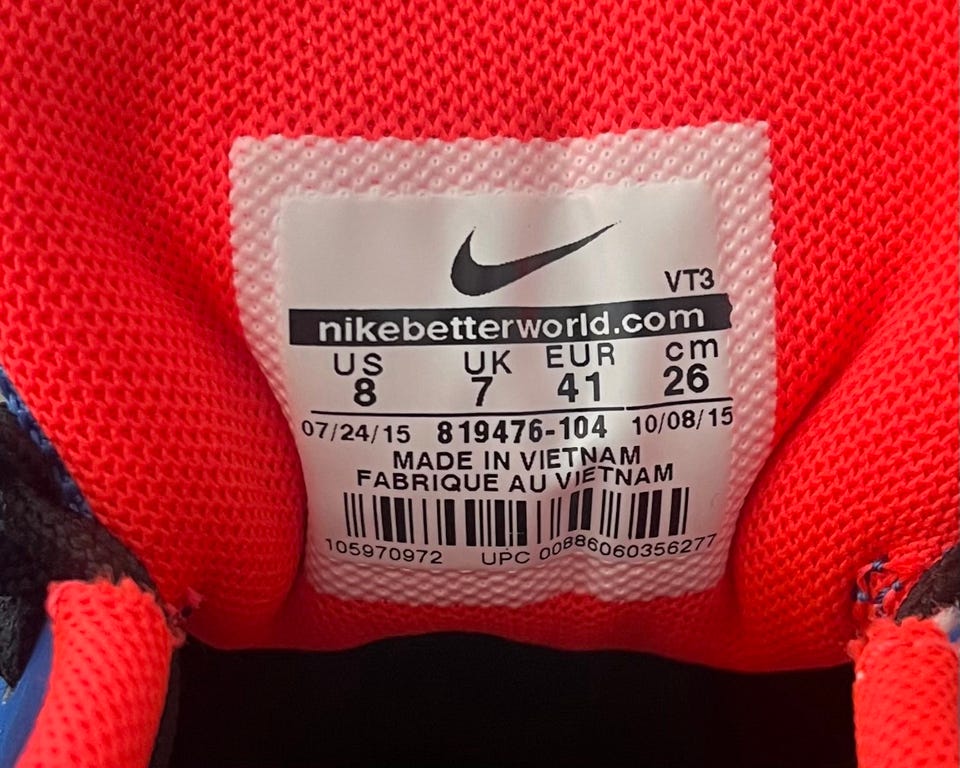 VT3
nikebetterworld.com
US UK EUR cm
8 7 41 26
07/24/15 819476-104 10/08/15
MADE IN VIETNAM
FABRIQUE AU VIETNAM
105970972 UPC 00886060356277